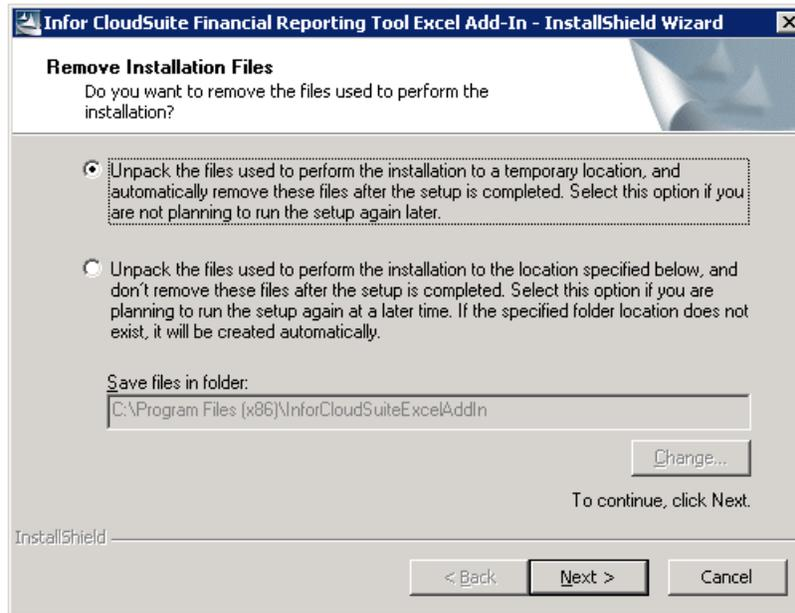 Infor CloudSuite Financial Reporting Tool Excel Add-In - InstallShield Wizard
Remove Installation Files
Do you want to remove the files used to perform the
installation?
Unpack the files used to perform the installation to a temporary location, and
automatically remove these files after the setup is completed. Select this option if you
are not planning to run the setup again later.
Unpack the files used to perform the installation to the location specified below, and
don't remove these files after the setup is completed. Select this option if you are
planning to run the setup again at a later time. If the specified folder location does not
exist, it will be created automatically.
Save files in folder:
C:\Program Files (x86)\InforCloudSuiteExcelAddIn
Change...
To continue, click Next.
InstallShield
< Back
Next >
Cancel